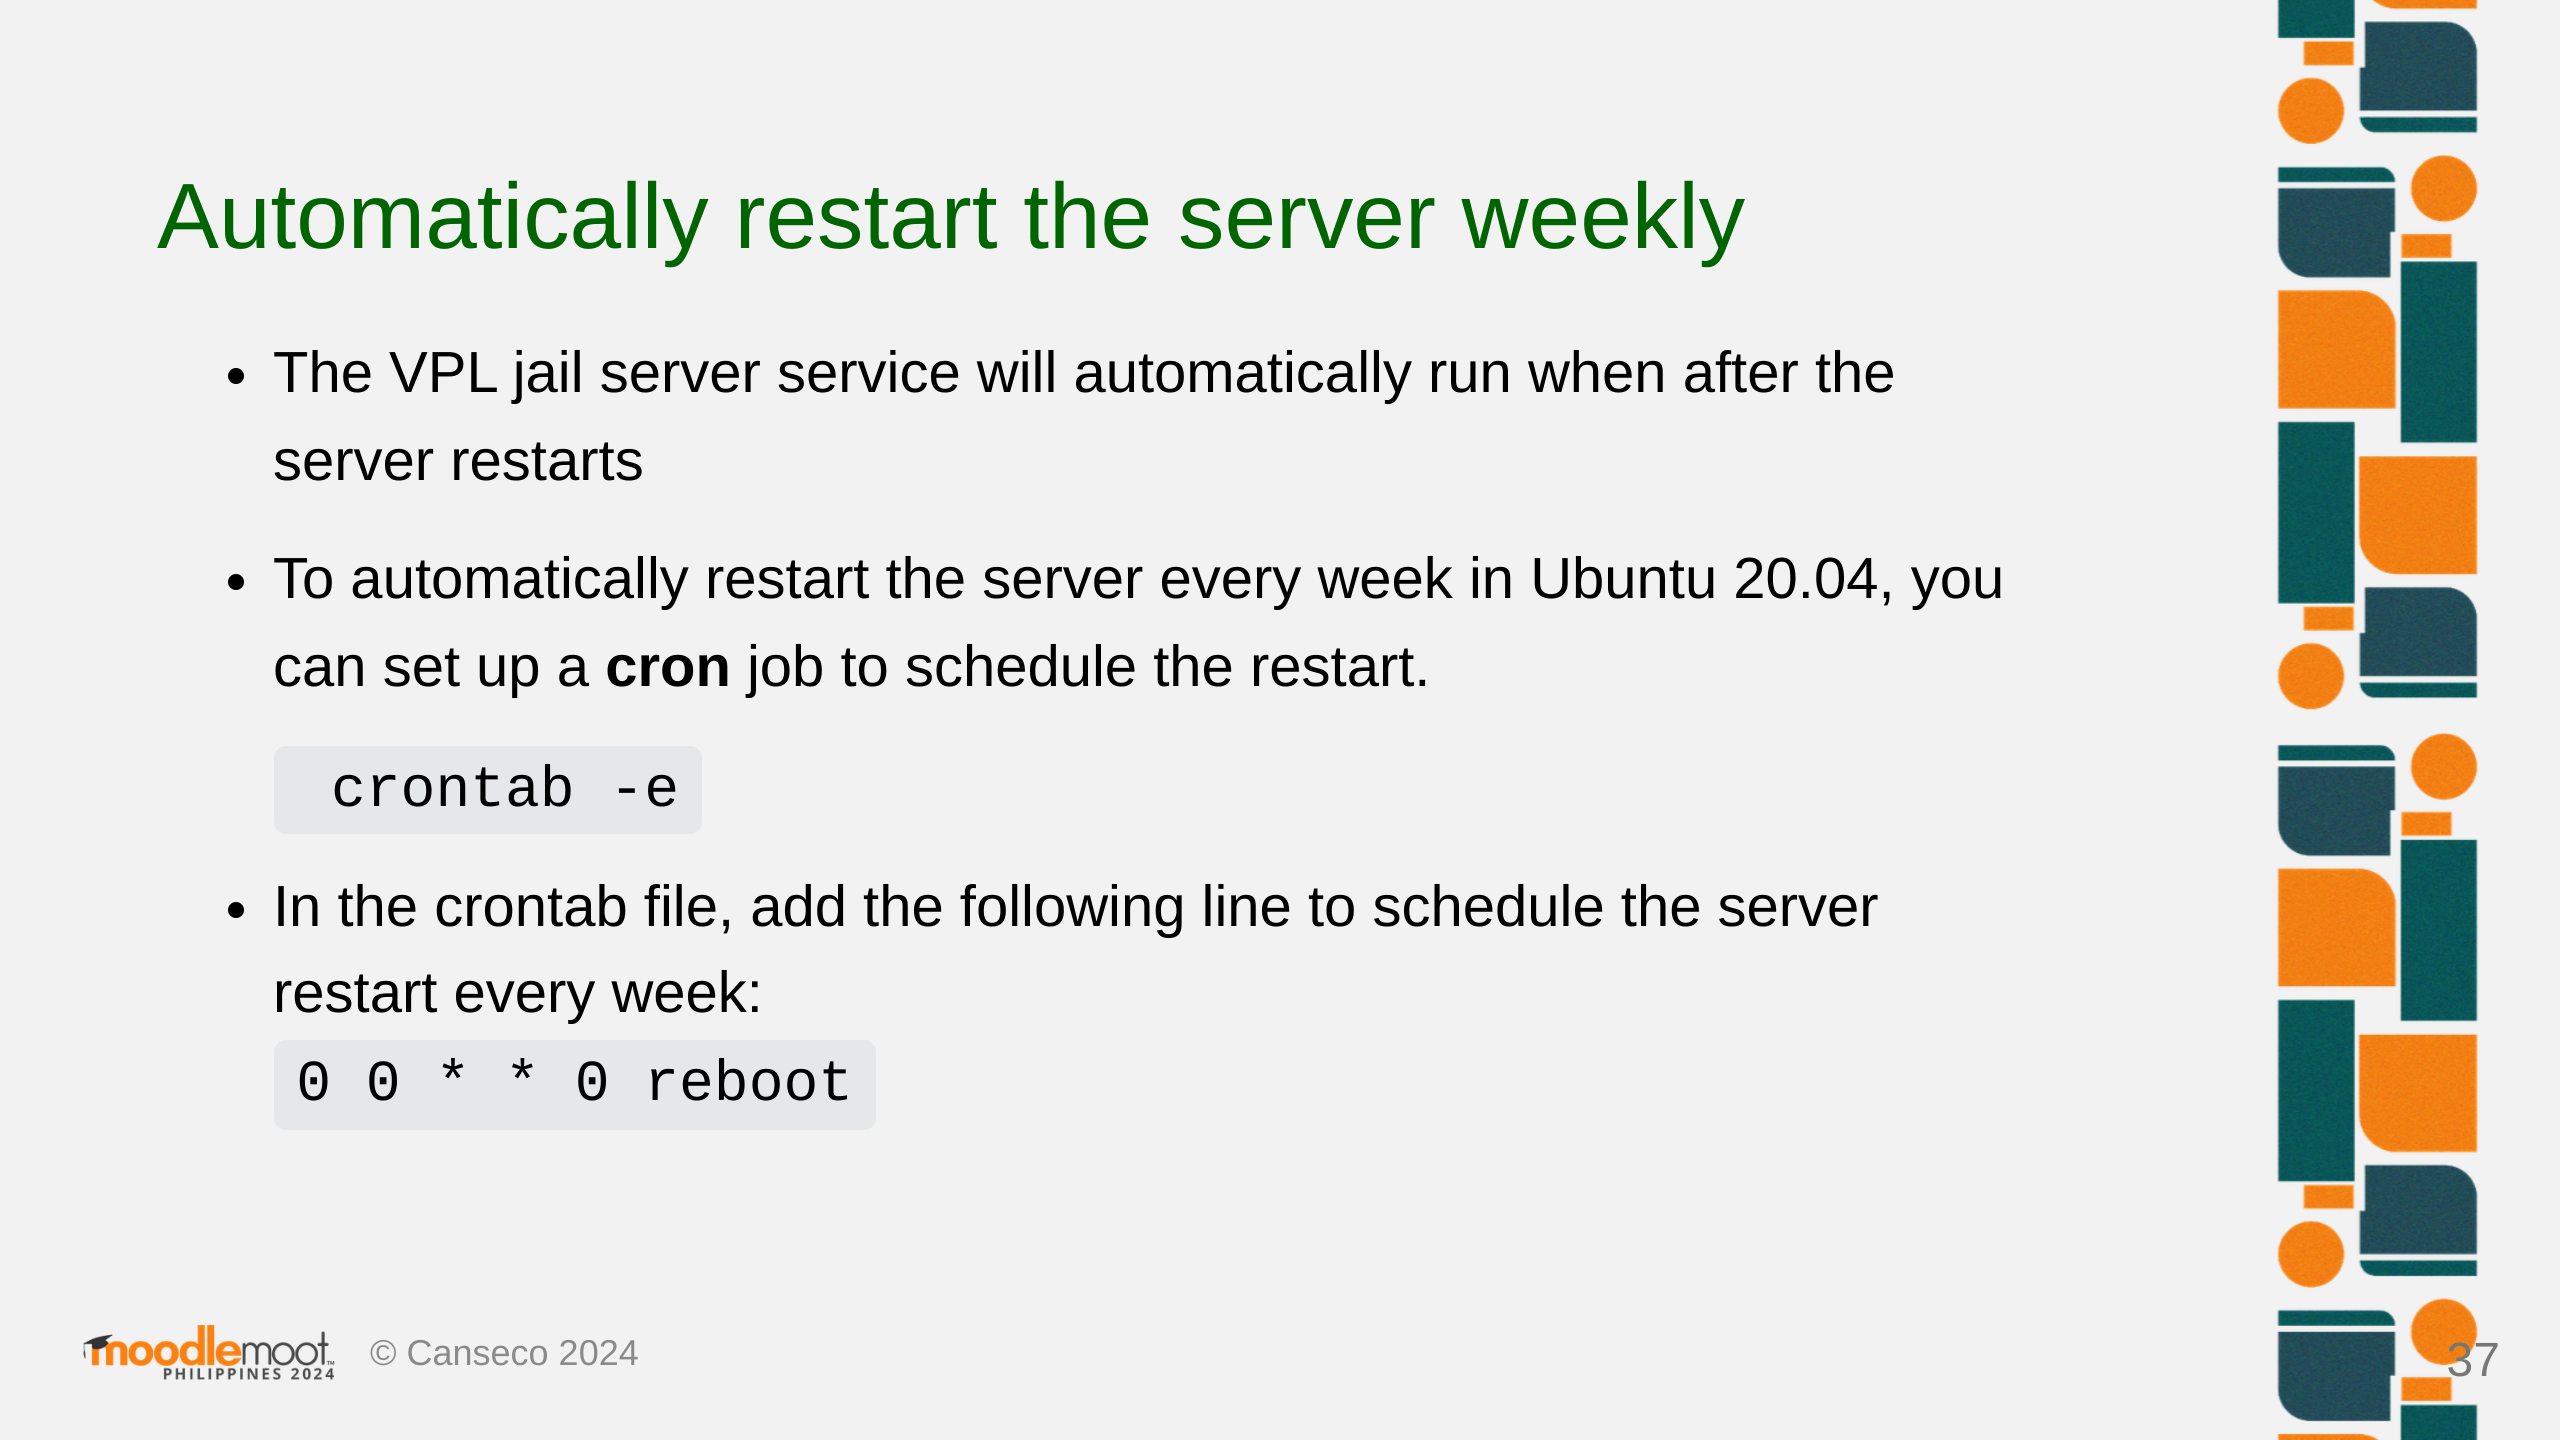 Automatically restart the server weekly
• The VPL jail server service will automatically run when after the
server restarts
• To automatically restart the server every week in Ubuntu 20.04, you
can set up a cron job to schedule the restart.
crontab -e
• In the crontab file, add the following line to schedule the server
restart every week:
0 0 * * 0 reboot
moodlemoot™
PHILIPPINES 2024
© Canseco 2024
37